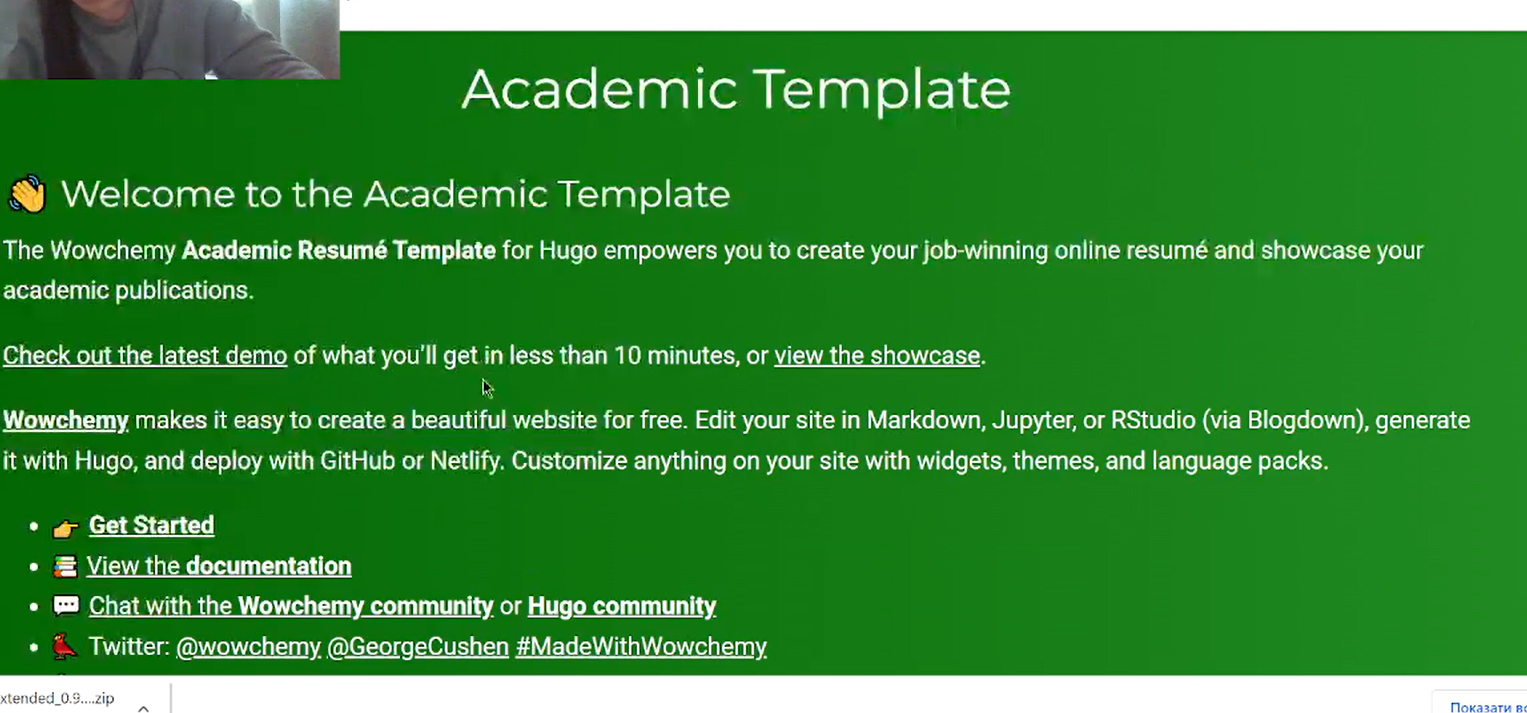 Academic Template
👋 Welcome to the Academic Template
The Wowchemy Academic Resumé Template for Hugo empowers you to create your job-winning online resumé and showcase your
academic publications.
Check out the latest demo of what you'll get in less than 10 minutes, or view the showcase.
Wowchemy makes it easy to create a beautiful website for free. Edit your site in Markdown, Jupyter, or RStudio (via Blogdown), generate
it with Hugo, and deploy with GitHub or Netlify. Customize anything on your site with widgets, themes, and language packs.
• 👉 Get Started
• 📚 View the documentation
• 💬 Chat with the Wowchemy community or Hugo community
• 🐦 Twitter: @wowchemy @GeorgeCushen #MadeWithWowchemy
xtended_0.9....zip
Показати вс